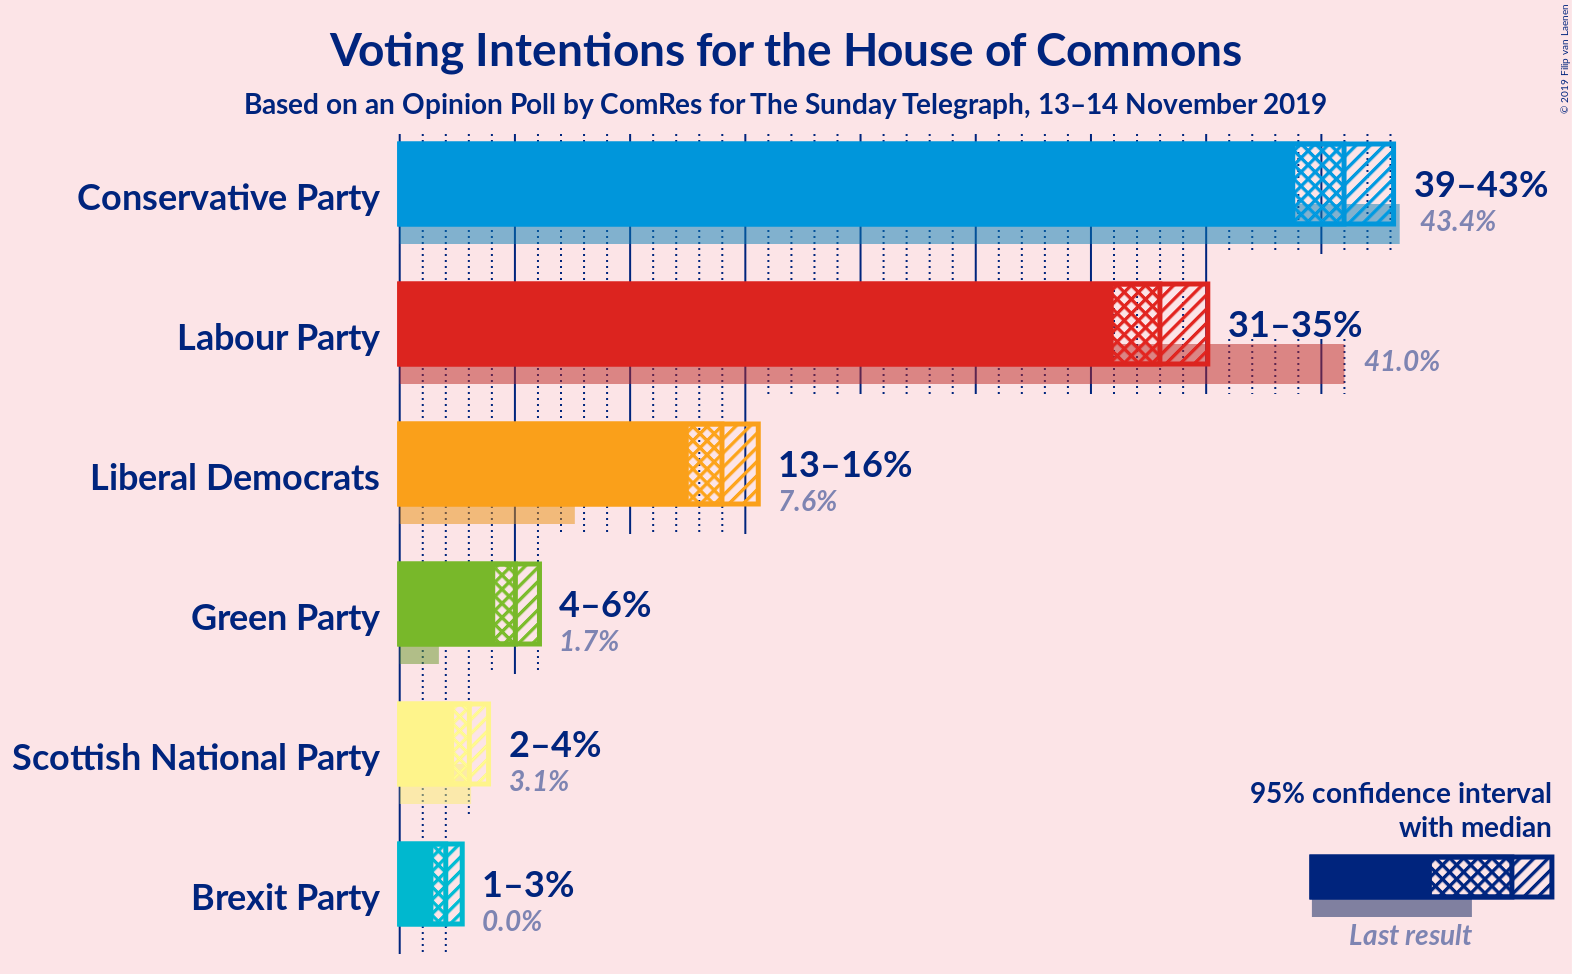 Voting Intentions for the House of Commons
Based on an Opinion Poll by ComRes for The Sunday Telegraph, 13–14 November 2019
© 2019 Filip van Laenen
Conservative Party
39–43%
43.4%
Labour Party
31–35%
41.0%
Liberal Democrats
13–16%
7.6%
Green Party
4–6%
1.7%
Scottish National Party
2–4%
3.1%
Brexit Party
1–3%
0.0%
95% confidence interval
with median
Last result